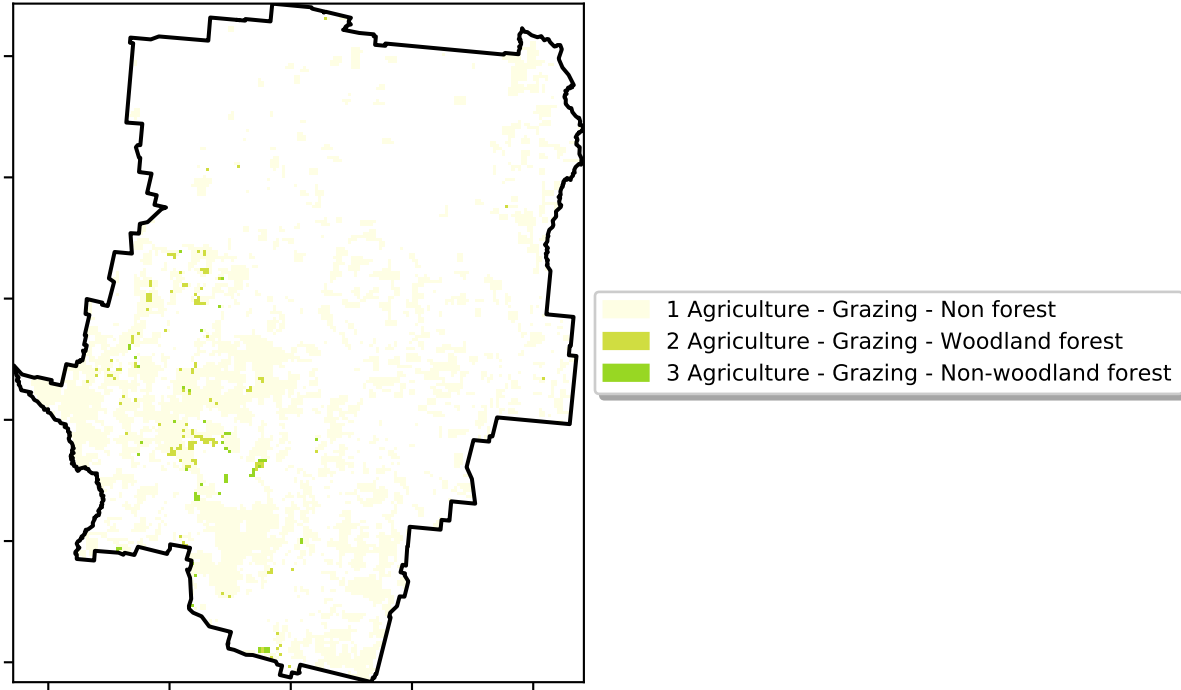 1 Agriculture - Grazing - Non forest
2 Agriculture - Grazing - Woodland forest
3 Agriculture - Grazing - Non-woodland forest